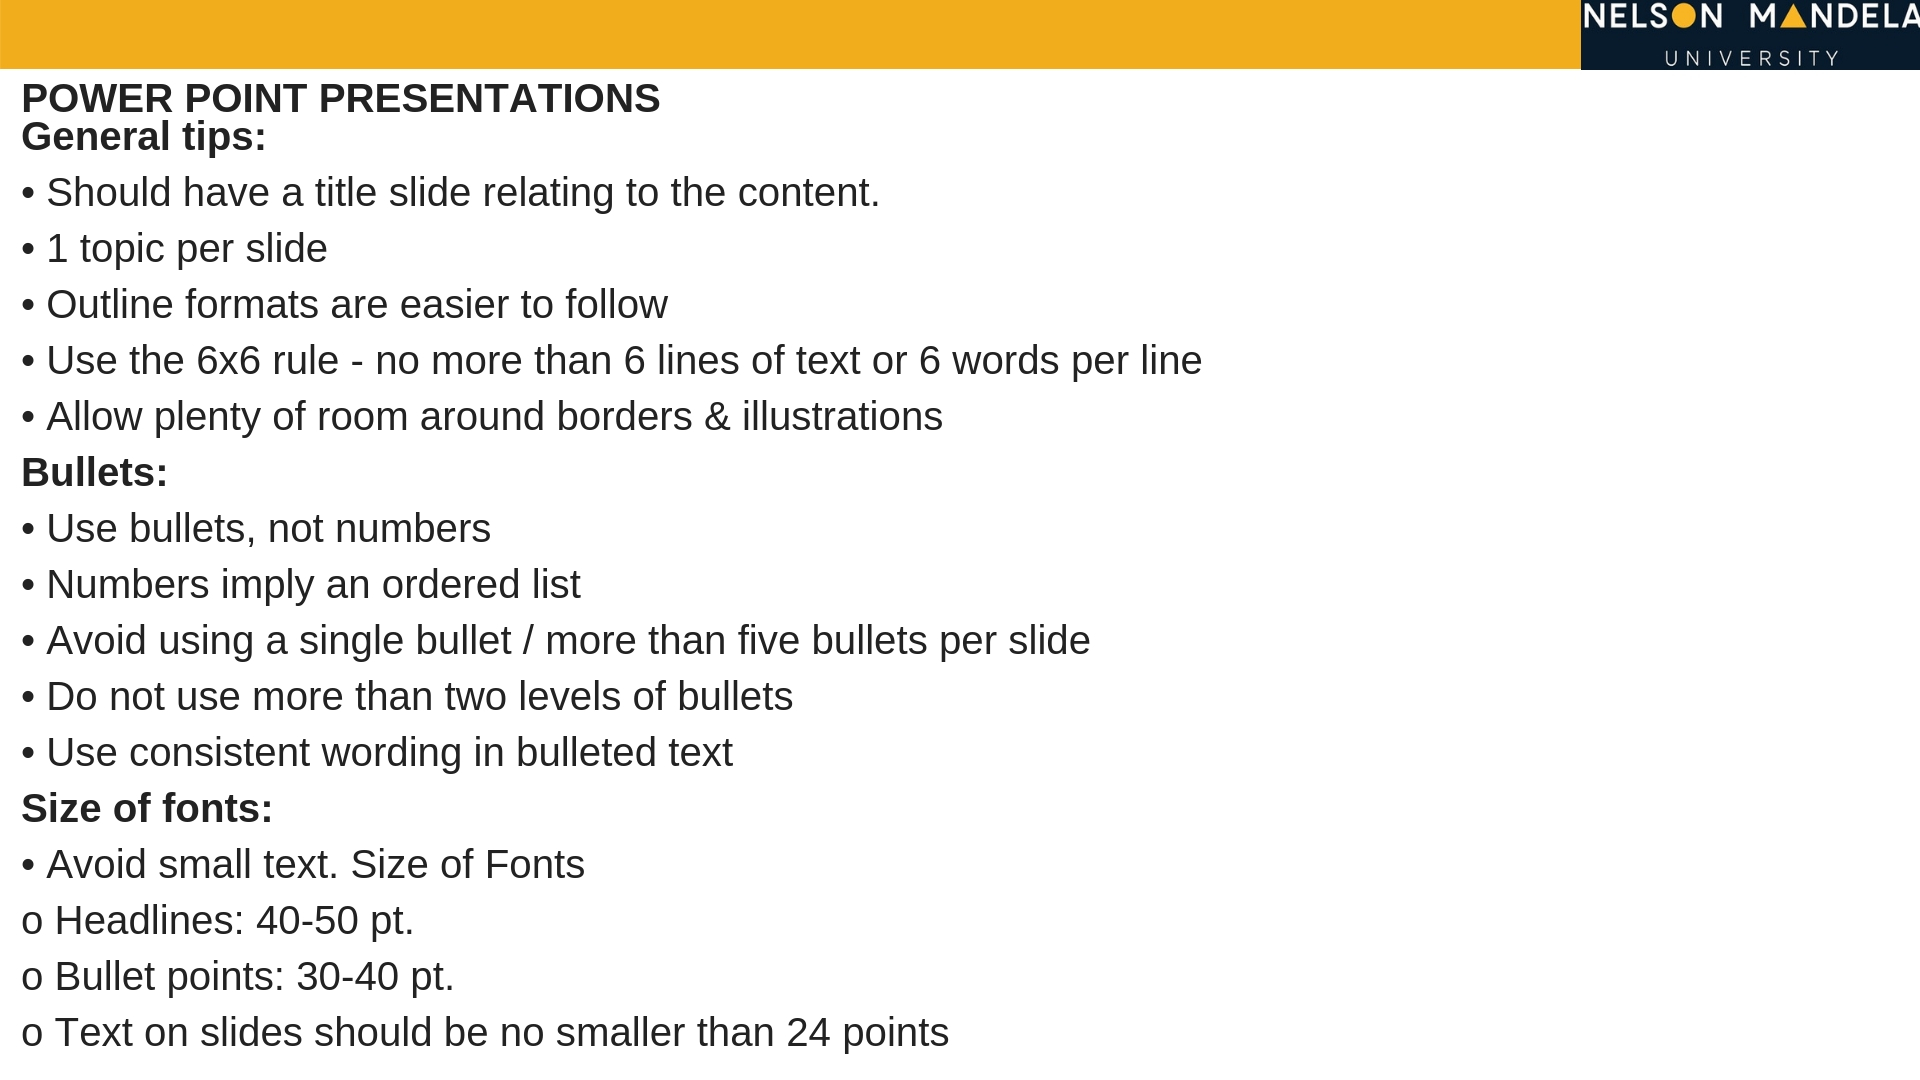 NELSON MANDELA
UNIVERSITY
POWER POINT PRESENTATIONS
General tips:
• Should have a title slide relating to the content.
• 1 topic per slide
• Outline formats are easier to follow
• Use the 6x6 rule - no more than 6 lines of text or 6 words per line
• Allow plenty of room around borders & illustrations
Bullets:
• Use bullets, not numbers
• Numbers imply an ordered list
• Avoid using a single bullet / more than five bullets per slide
• Do not use more than two levels of bullets
• Use consistent wording in bulleted text
Size of fonts:
• Avoid small text. Size of Fonts
o Headlines: 40-50 pt.
o Bullet points: 30-40 pt.
o Text on slides should be no smaller than 24 points